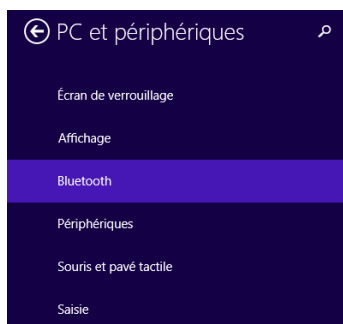 PC et périphériques
Écran de verrouillage
Affichage
Bluetooth
Périphériques
Souris et pavé tactile
Saisie